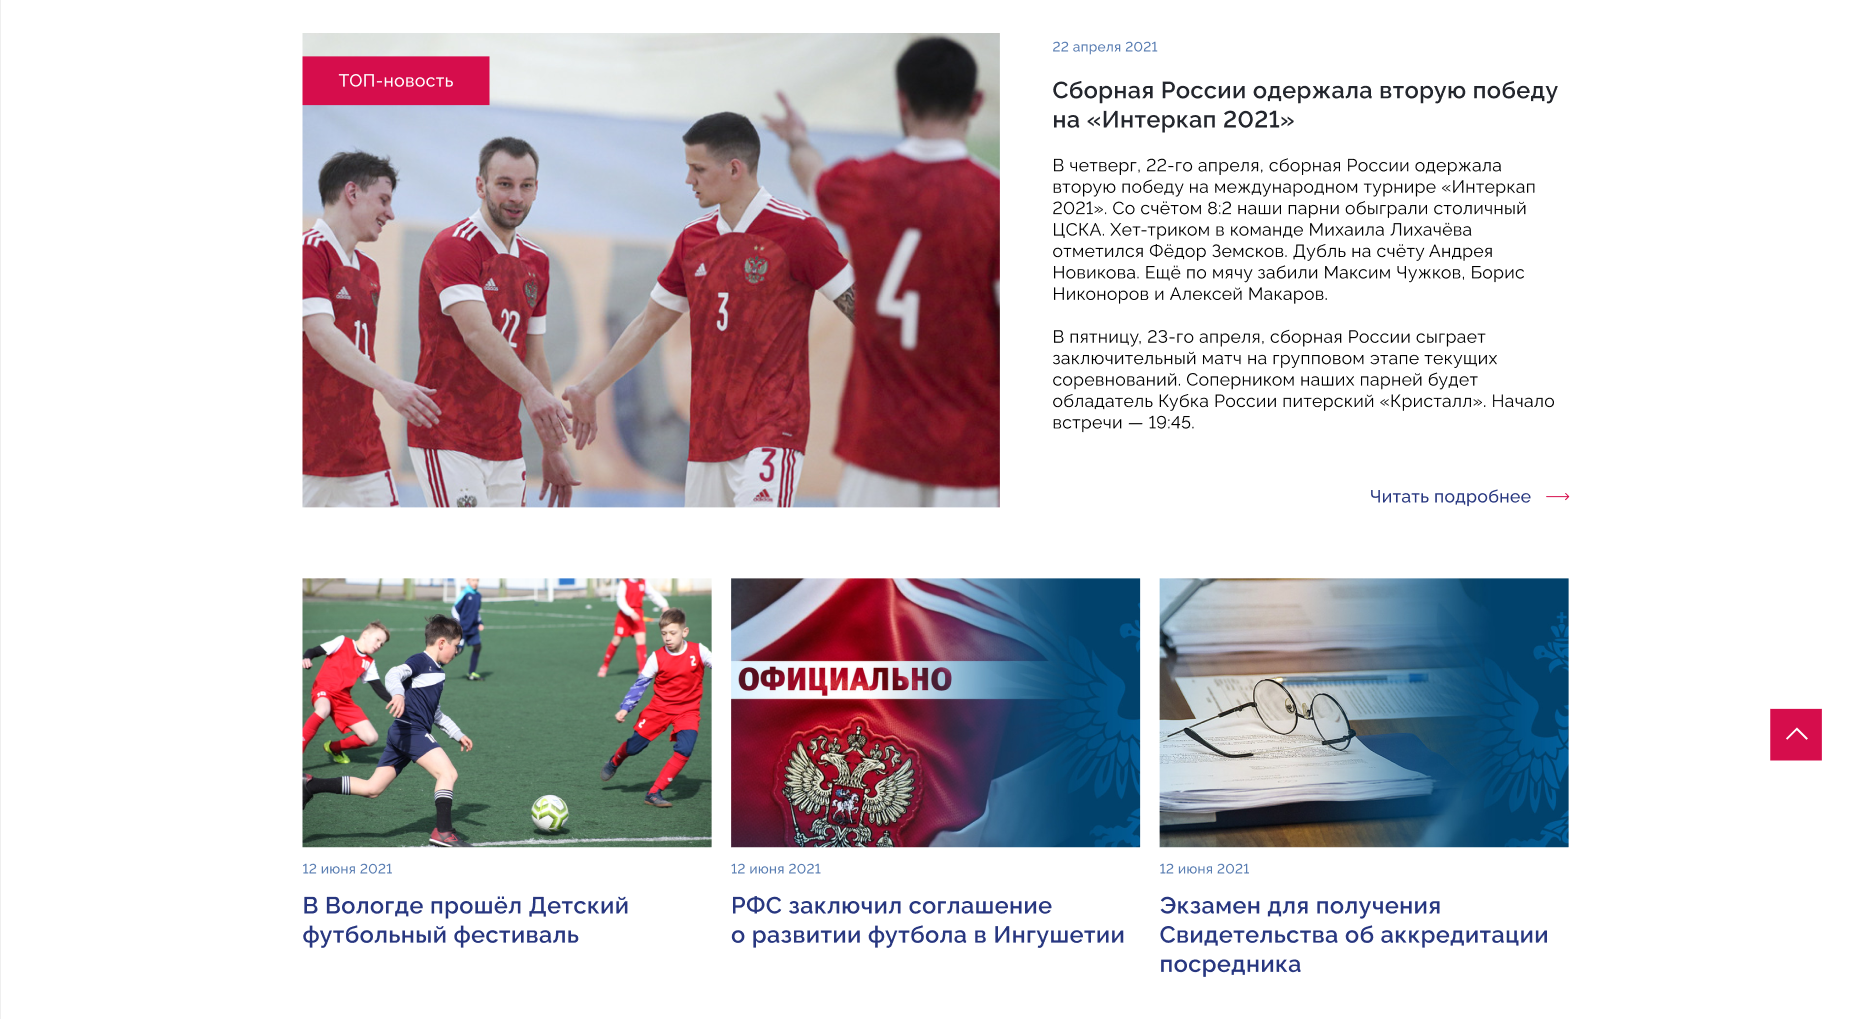 ТОП-новость
22 апреля 2021
Сборная России одержала вторую победу
на «Интеркап 2021»
В четверг, 22-го апреля, сборная России одержала
вторую победу на международном турнире «Интеркап
2021». Со счётом 8:2 наши парни обыграли столичный
ЦСКА. Хет-триком в команде Михаила Лихачёва
отметился Фёдор Земсков. Дубль на счёту Андрея
Новикова. Ещё по мячу забили Максим Чужков, Борис
Никоноров и Алексей Макаров.
В пятницу, 23-го апреля, сборная России сыграет
заключительный матч на групповом этапе текущих
соревнований. Соперником наших парней будет
обладатель Кубка России питерский «Кристалл». Начало
встречи — 19:45.
Читать подробнее
11
22
3
4
3
2
ОФИЦИАЛЬНО
12 июня 2021
В Вологде прошёл Детский
футбольный фестиваль
12 июня 2021
РФС заключил соглашение
о развитии футбола в Ингушетии
12 июня 2021
Экзамен для получения
Свидетельства об аккредитации
посредника